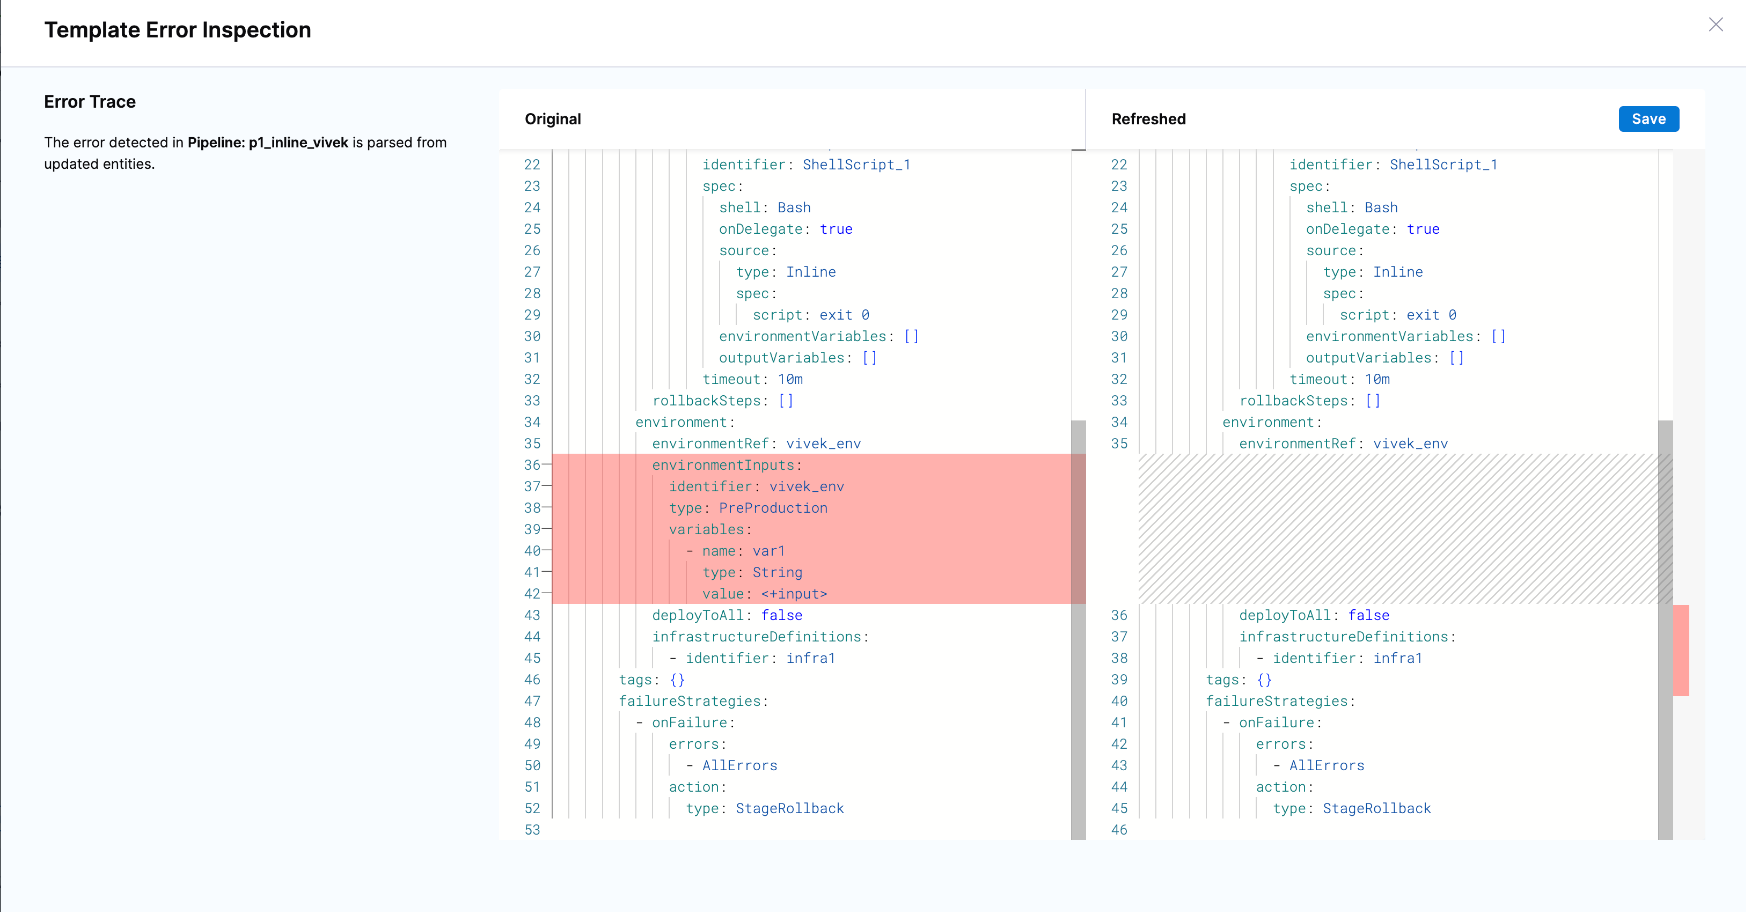 Template Error Inspection
Error Trace
The error detected in Pipeline: p1_inline_vivek is parsed from
updated entities.
Original
22 identifier: ShellScript_1
23 spec:
24 shell: Bash
25 onDelegate: true
26 source:
27 type: Inline
28 spec:
29 script: exit 0
30 environmentVariables: []
31 outputVariables: []
32 timeout: 10m
33 rollbackSteps: []
34 environment:
35 environmentRef: vivek_env
36— environmentInputs:
37— identifier: vivek_env
38— type: PreProduction
39— variables:
40— - name: var1
41— type: String
42— value: <+input>
43 deployToAll: false
44 infrastructureDefinitions:
45 - identifier: infra1
46 tags: {}
47 failureStrategies:
48 - onFailure:
49 errors:
50 - AllErrors
51 action:
52 type: StageRollback
53
Refreshed
Save
22 identifier: ShellScript_1
23 spec:
24 shell: Bash
25 onDelegate: true
26 source:
27 type: Inline
28 spec:
29 script: exit 0
30 environmentVariables: []
31 outputVariables: []
32 timeout: 10m
33 rollbackSteps: []
34 environment:
35 environmentRef: vivek_env
36 deployToAll: false
37 infrastructureDefinitions:
38 - identifier: infra1
39 tags: {}
40 failureStrategies:
41 - onFailure:
42 errors:
43 - AllErrors
44 action:
45 type: StageRollback
46